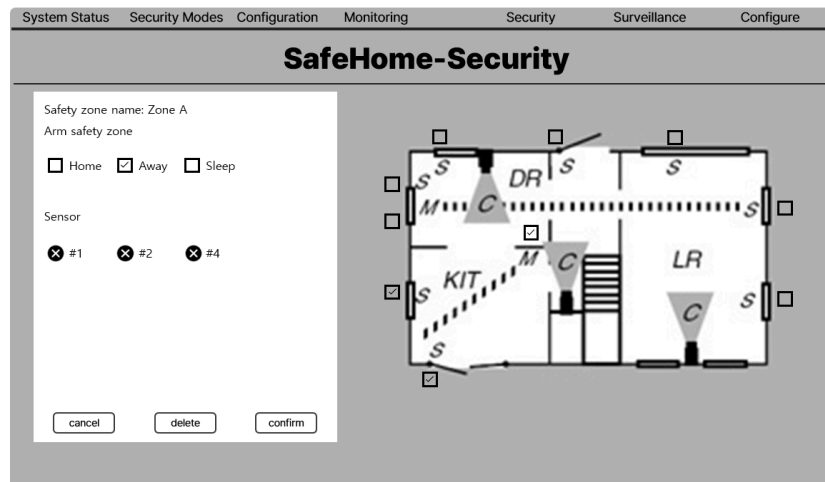 System Status Security Modes Configuration Monitoring Security Surveillance Configure
SafeHome-Security
Safety zone name: Zone A
Arm safety zone
Home Away Sleep
Sensor
#1 #2 #4
cancel delete confirm
S S DR S S
S
M C S
M C LR
KIT
S S
C
S